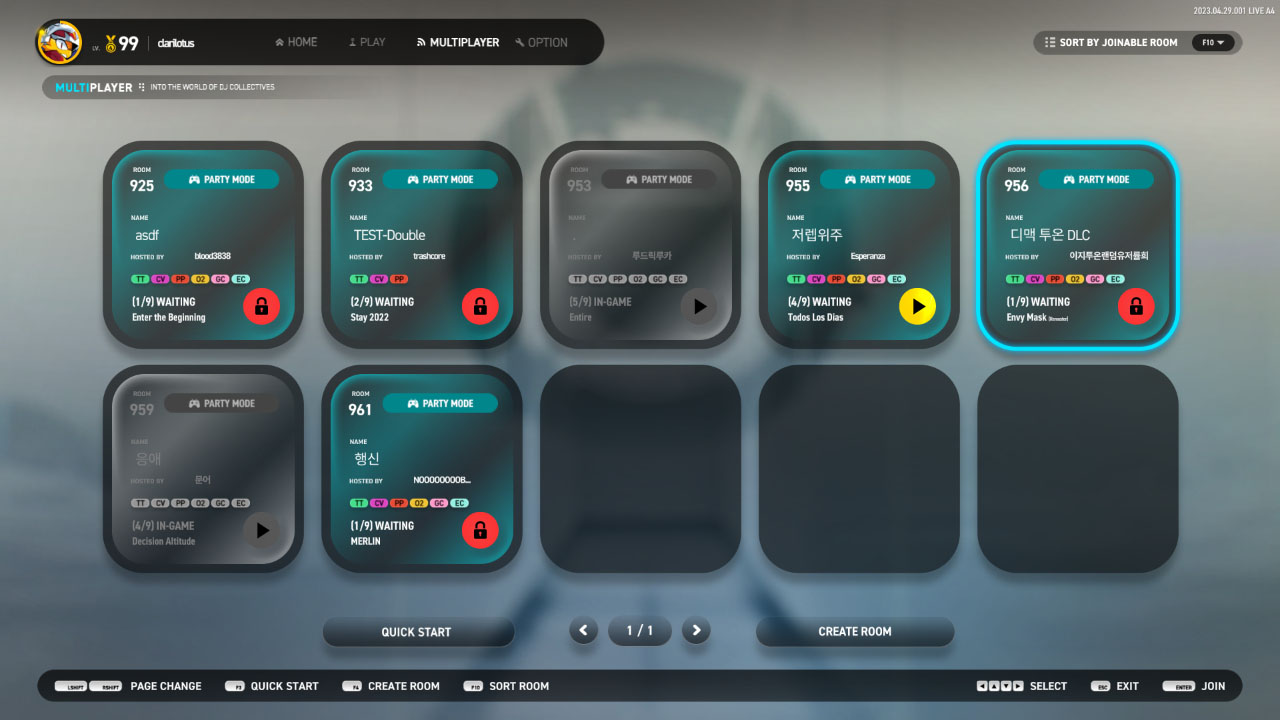 2023.04.29.001 LIVE A4
LV. 99 darilotus HOME PLAY MULTIPLAYER OPTION
SORT BY JOINABLE ROOM F10
MULTIPLAYER INTO THE WORLD OF DJ COLLECTIVES
ROOM
925 PARTY MODE
NAME
asdf
HOSTED BY blood3838
TT CV PP O2 GC EC
(1/9) WAITING
Enter the Beginning
ROOM
933 PARTY MODE
NAME
TEST-Double
HOSTED BY trashcore
TT CV PP
(2/9) WAITING
Stay 2022
ROOM
953 PARTY MODE
NAME
.
HOSTED BY 루드릭루카
TT CV PP O2 GC EC
(5/9) IN-GAME
Entire
ROOM
955 PARTY MODE
NAME
저렙위주
HOSTED BY Esperanza
TT CV PP O2 GC EC
(4/9) WAITING
Todos Los Dias
ROOM
956 PARTY MODE
NAME
디맥 투온 DLC
HOSTED BY 이지투온랜덤유저률희
TT CV PP O2 GC EC
(1/9) WAITING
Envy Mask
ROOM
959 PARTY MODE
NAME
응애
HOSTED BY 문어
TT CV PP O2 GC EC
(4/9) IN-GAME
Decision Altitude
ROOM
961 PARTY MODE
NAME
행신
HOSTED BY N000000008...
TT CV PP O2 GC EC
(1/9) WAITING
MERLIN
QUICK START
1 / 1
CREATE ROOM
LSHIFT RSHIFT PAGE CHANGE F3 QUICK START F4 CREATE ROOM F10 SORT ROOM
SELECT ESC EXIT ENTER JOIN